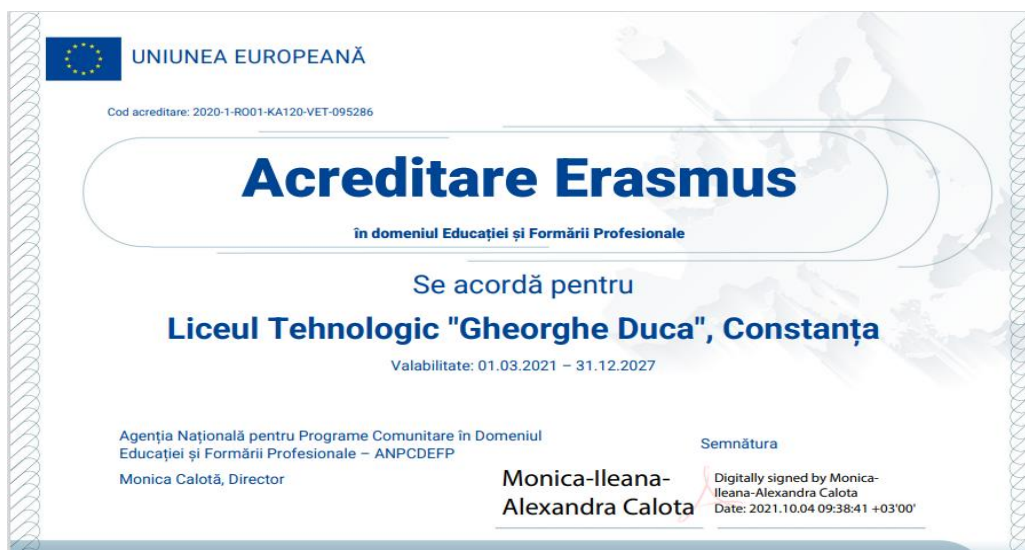 UNIUNEA EUROPEANĂ
Cod acreditare: 2020-1-RO01-KA120-VET-095286
Acreditare Erasmus
în domeniul Educației și Formării Profesionale
Se acordă pentru
Liceul Tehnologic "Gheorghe Duca", Constanța
Valabilitate: 01.03.2021 – 31.12.2027
Agenția Națională pentru Programe Comunitare în Domeniul
Educației și Formării Profesionale – ANPCDEFP
Monica Calotă, Director
Semnătura
Monica-Ileana-
Alexandra Calota
Digitally signed by Monica-
Ileana-Alexandra Calota
Date: 2021.10.04 09:38:41 +03'00'